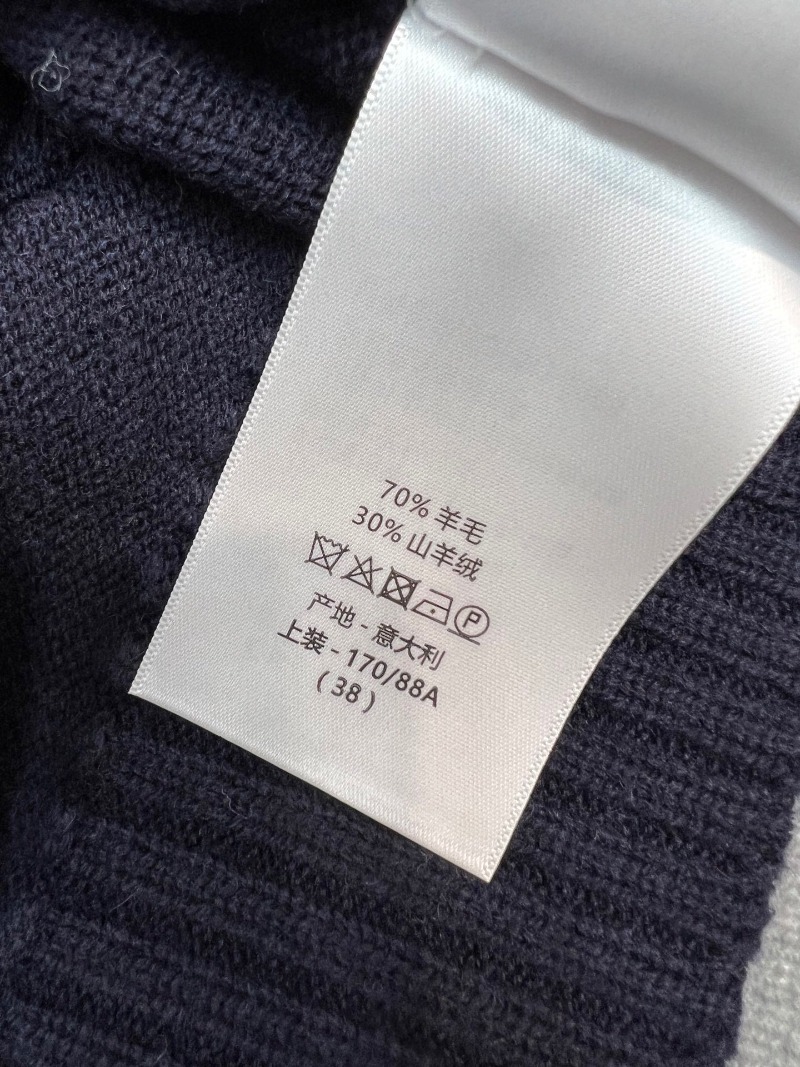 70% 羊毛
30% 山羊绒
P
产地 - 意大利
上装 - 170/88A
( 38 )